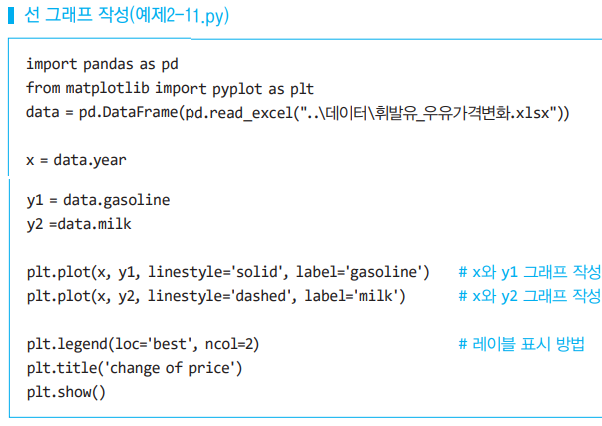 선 그래프 작성(예제2-11.py)
import pandas as pd
from matplotlib import pyplot as plt
data = pd.DataFrame(pd.read_excel("..\데이터\휘발유_우유가격변화.xlsx"))
x = data.year
y1 = data.gasoline
y2 =data.milk
plt.plot(x, y1, linestyle='solid', label='gasoline') # x와 y1 그래프 작성
plt.plot(x, y2, linestyle='dashed', label='milk') # x와 y2 그래프 작성
plt.legend(loc='best', ncol=2) # 레이블 표시 방법
plt.title('change of price')
plt.show()